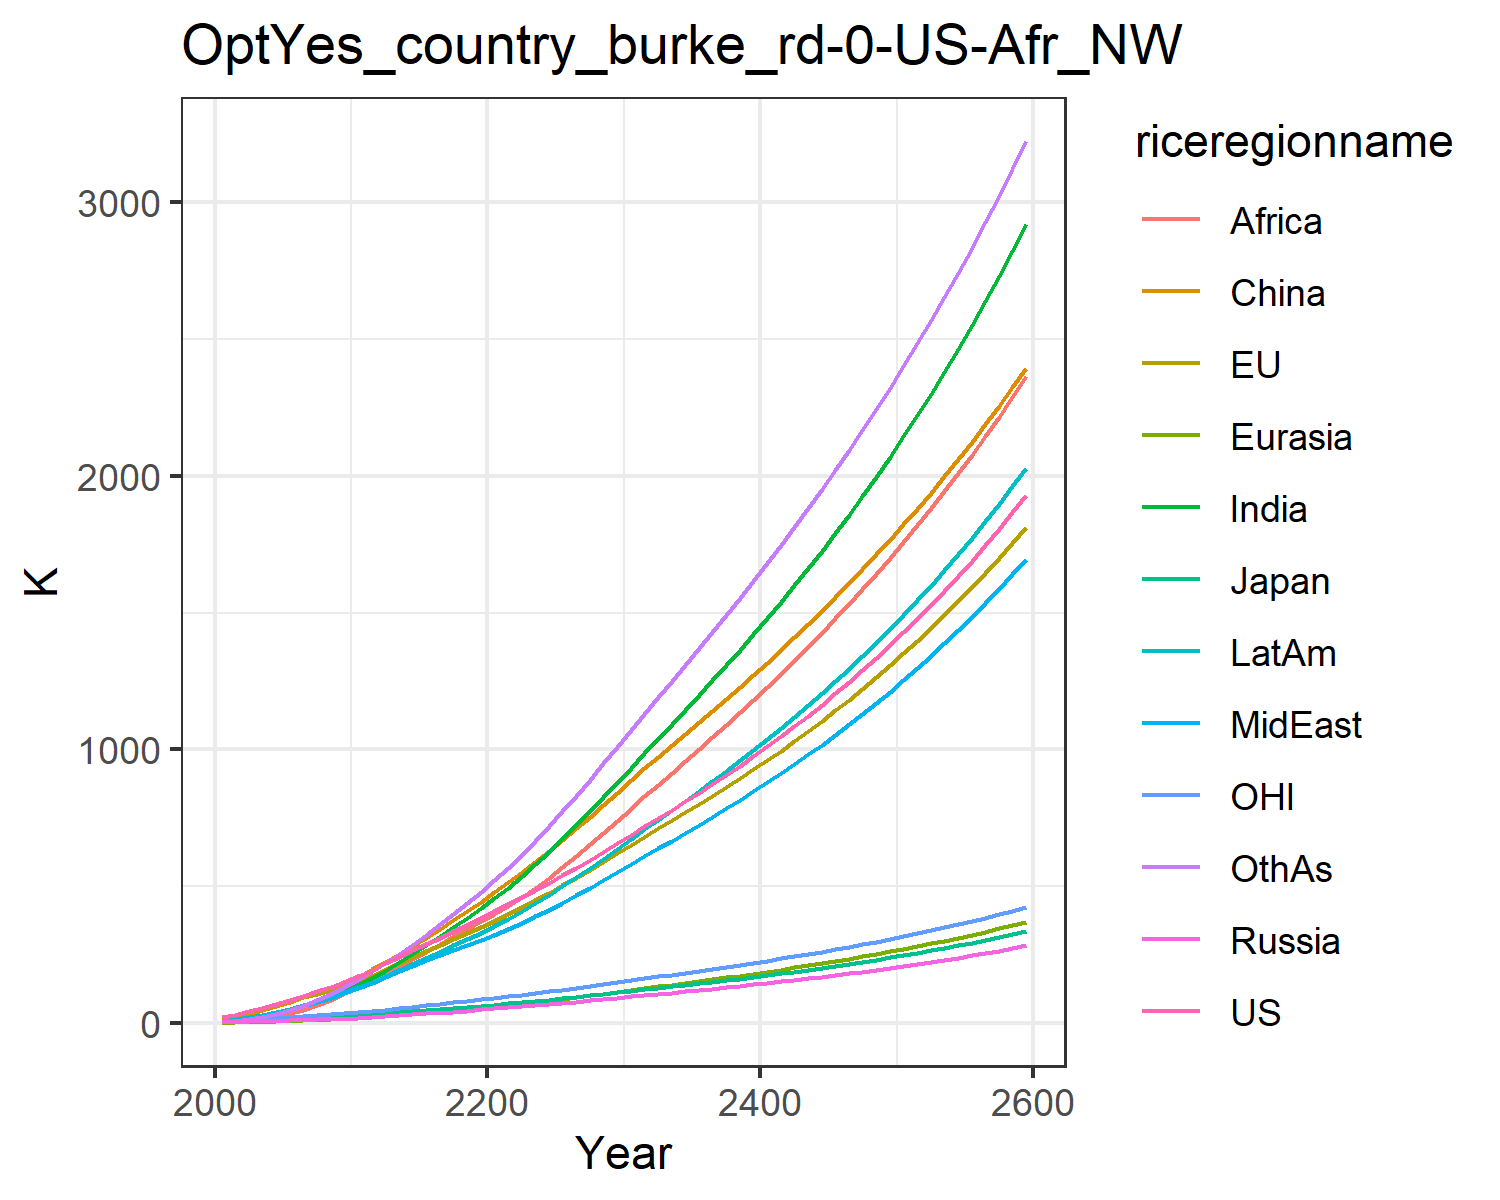 OptYes_country_burke_rd-0-US-Afr_NW
3000
2000
1000
0
K
2000 2200 2400 2600
Year
riceregionname
Africa
China
EU
Eurasia
India
Japan
LatAm
MidEast
OHI
OthAs
Russia
US